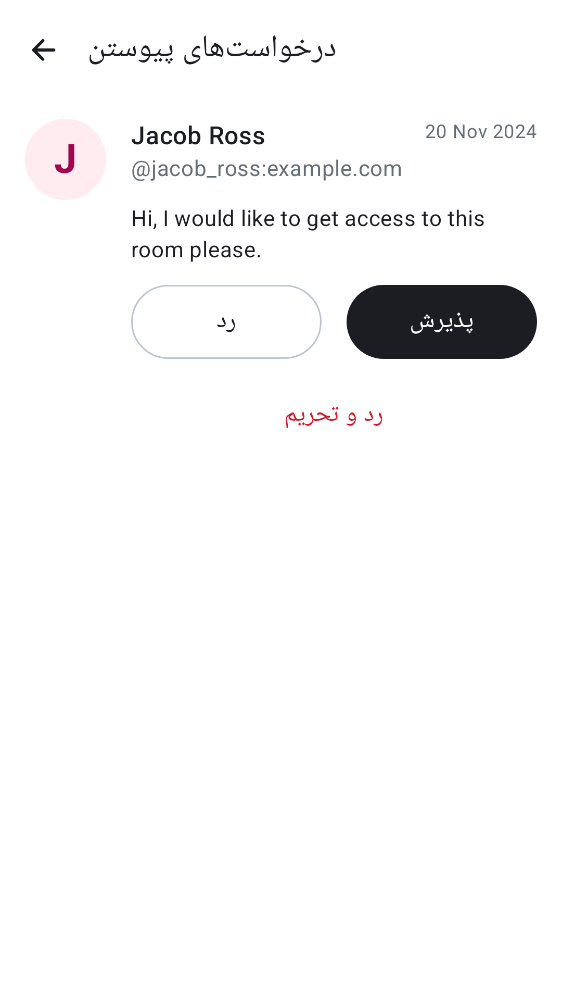 درخواست‌های پیوستن
J
Jacob Ross
20 Nov 2024
@jacob_ross:example.com
Hi, I would like to get access to this
room please.
رد
پذیرش
رد و تحریم